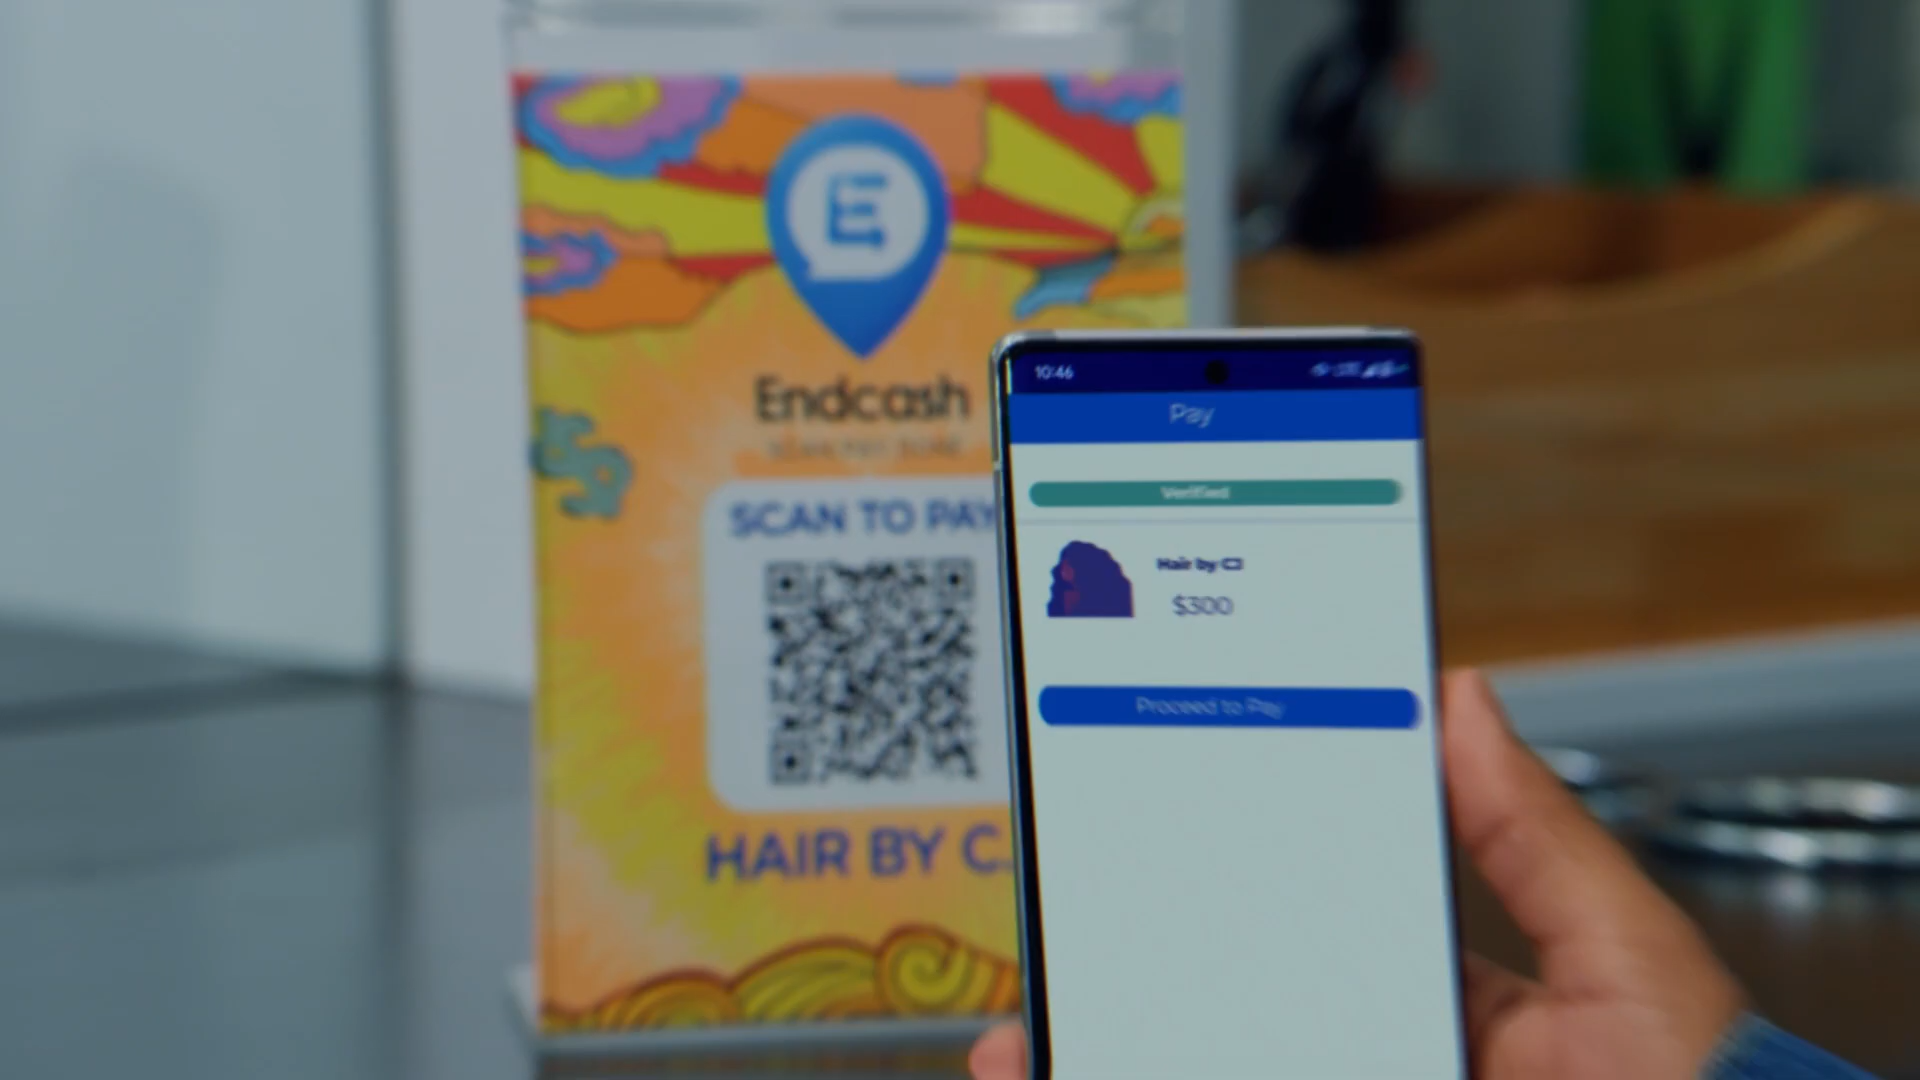 E
Endcash
SCAN TO PAY
HAIR BY C.
10:46
Pay
Verified
Hair by CJ
$300
Proceed to Pay